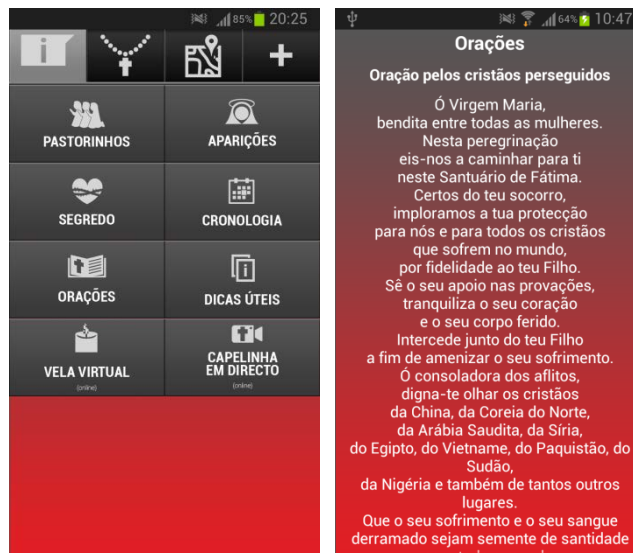 85% 20:25
i
PASTORINHOS
APARIÇÕES
SEGREDO
CRONOLOGIA
ORAÇÕES
DICAS ÚTEIS
VELA VIRTUAL
(online)
CAPELINHA
EM DIRECTO
(online)
64% 10:47
Orações
Oração pelos cristãos perseguidos
Ó Virgem Maria,
bendita entre todas as mulheres.
Nesta peregrinação
eis-nos a caminhar para ti
neste Santuário de Fátima.
Certos do teu socorro,
imploramos a tua protecção
para nós e para todos os cristãos
que sofrem no mundo,
por fidelidade ao teu Filho.
Sê o seu apoio nas provações,
tranquiliza o seu coração
e o seu corpo ferido.
Intercede junto do teu Filho
a fim de amenizar o seu sofrimento.
Ó consoladora dos aflitos,
digna-te olhar os cristãos
da China, da Coreia do Norte,
da Arábia Saudita, da Síria,
do Egipto, do Vietname, do Paquistão, do
Sudão,
da Nigéria e também de tantos outros
lugares.
Que o seu sofrimento e o seu sangue
derramado sejam semente de santidade